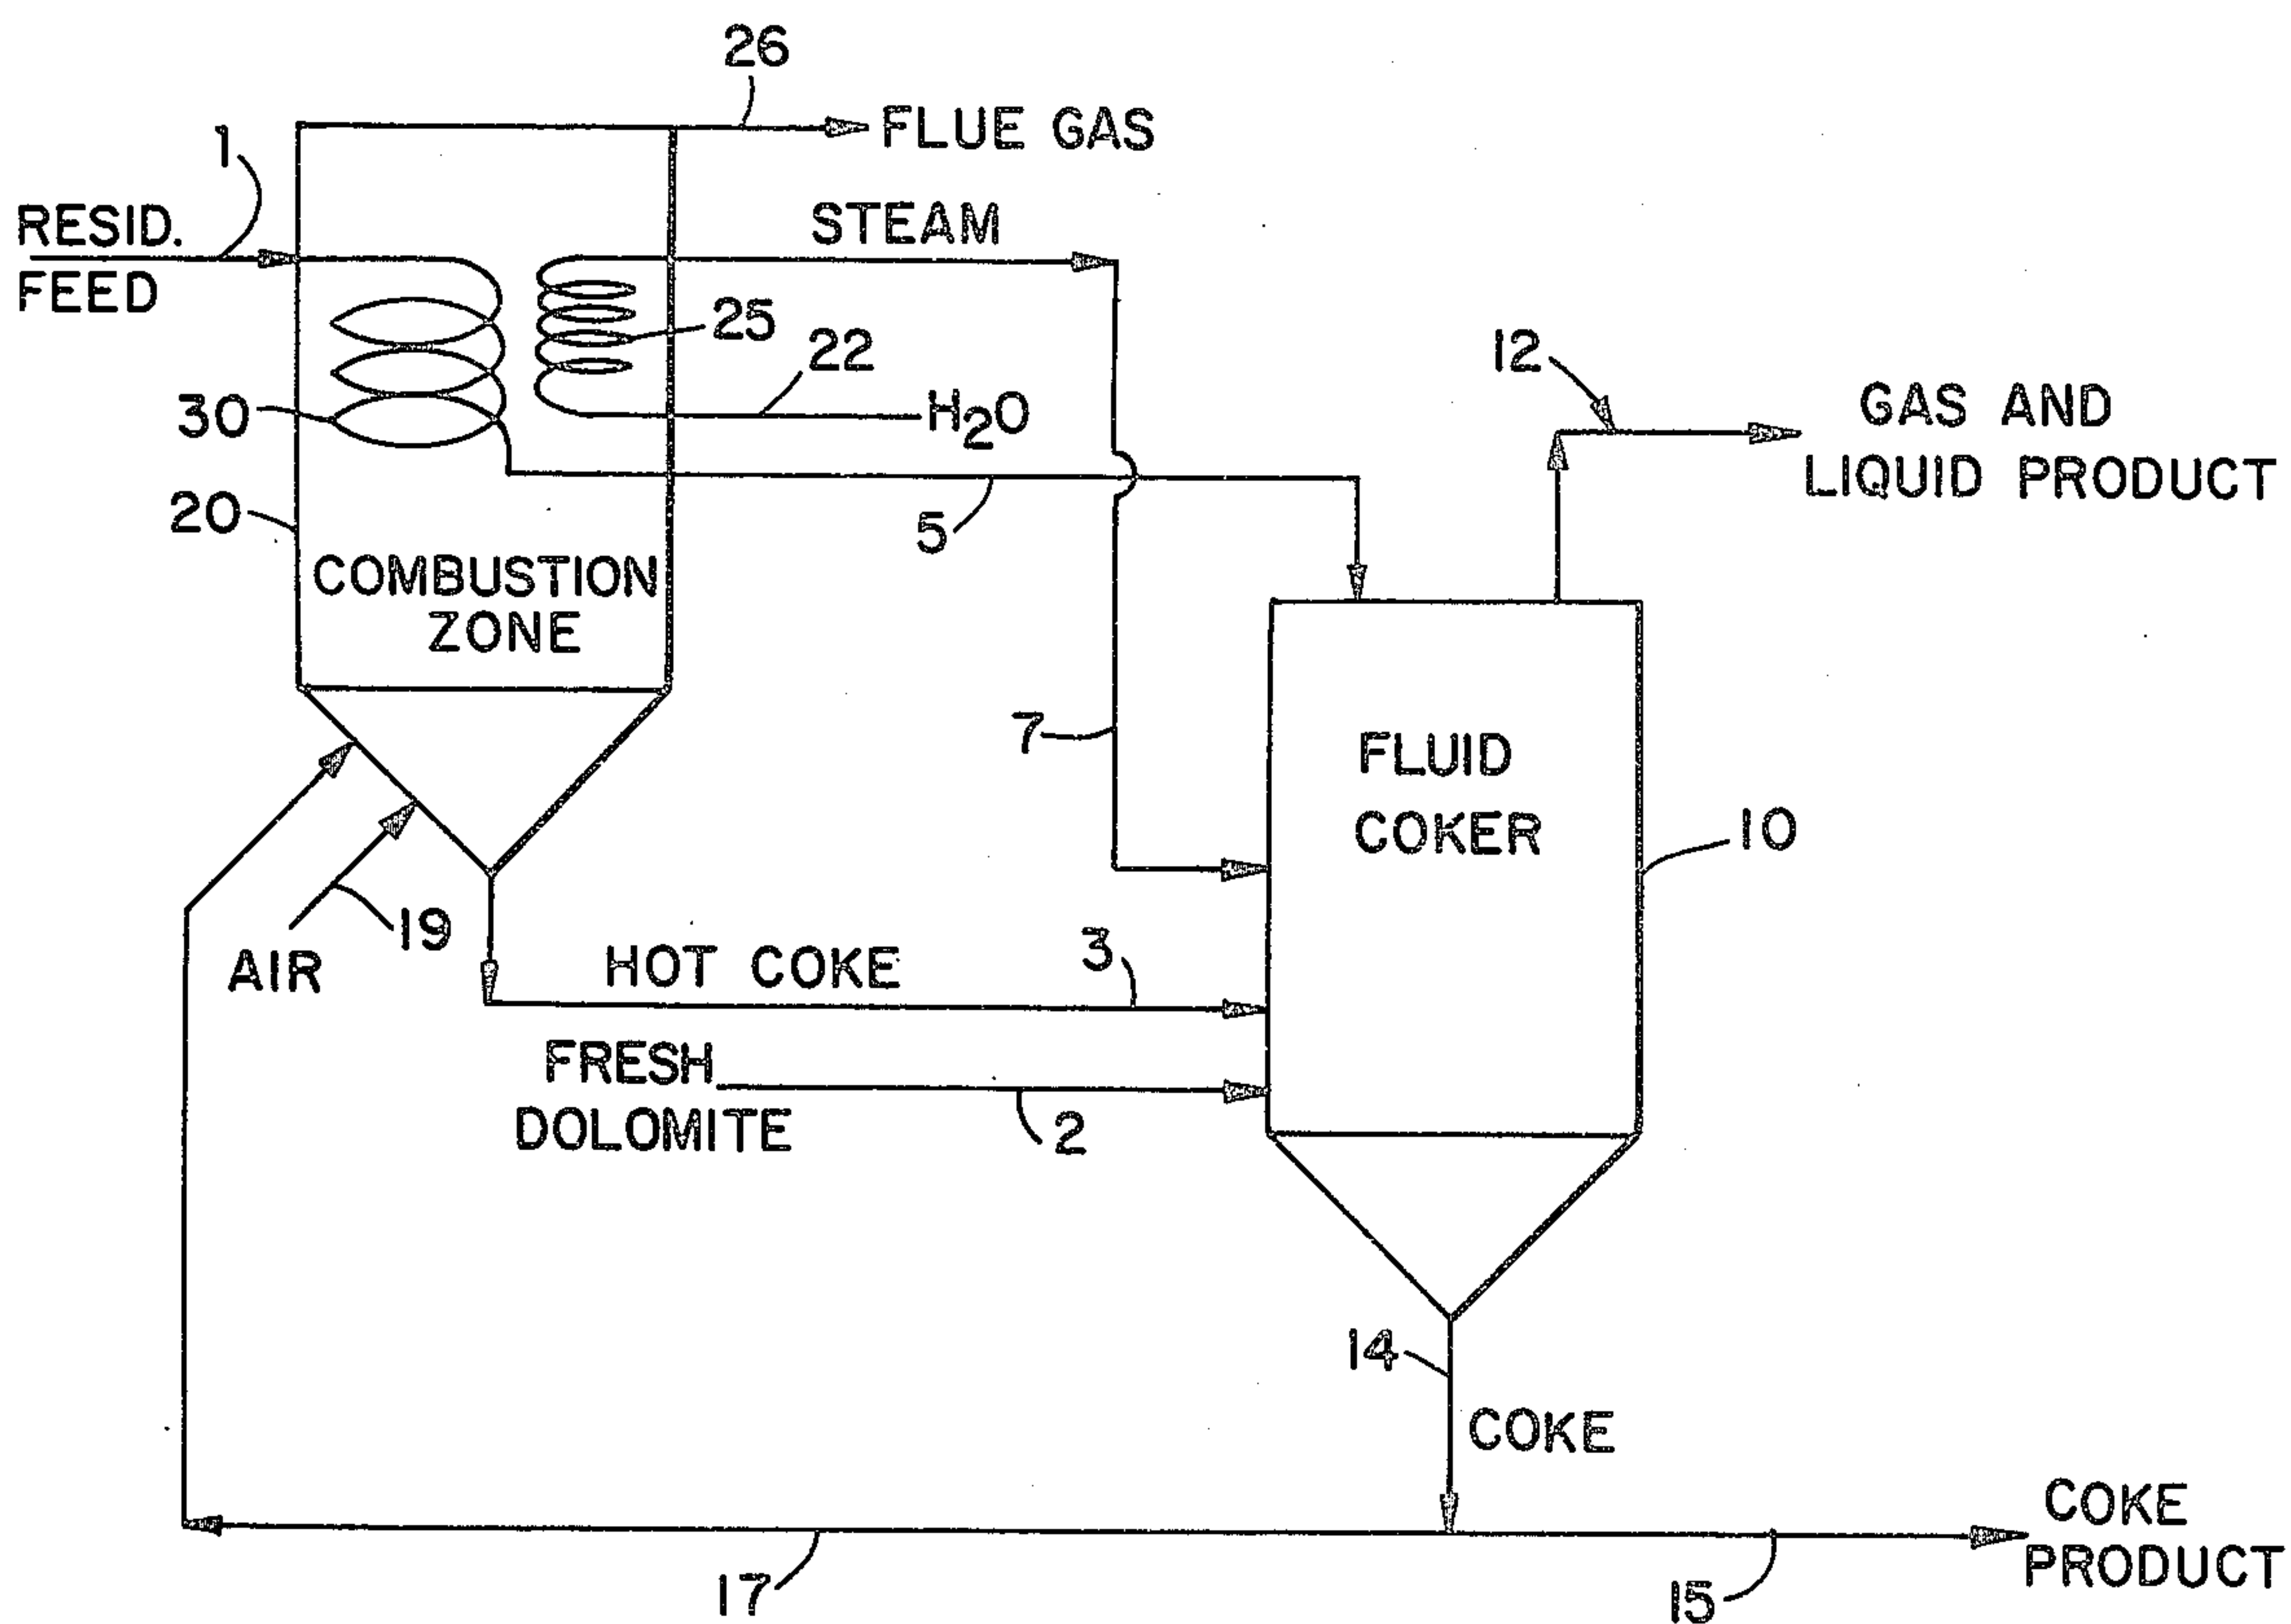 26
FLUE GAS
1
RESID.
FEED
STEAM
25
22
H2O
30
12
GAS AND
LIQUID PRODUCT
20
5
COMBUSTION
ZONE
7
FLUID
COKER
10
19
AIR
HOT COKE
3
FRESH
DOLOMITE
2
14
COKE
COKE
PRODUCT
17
15